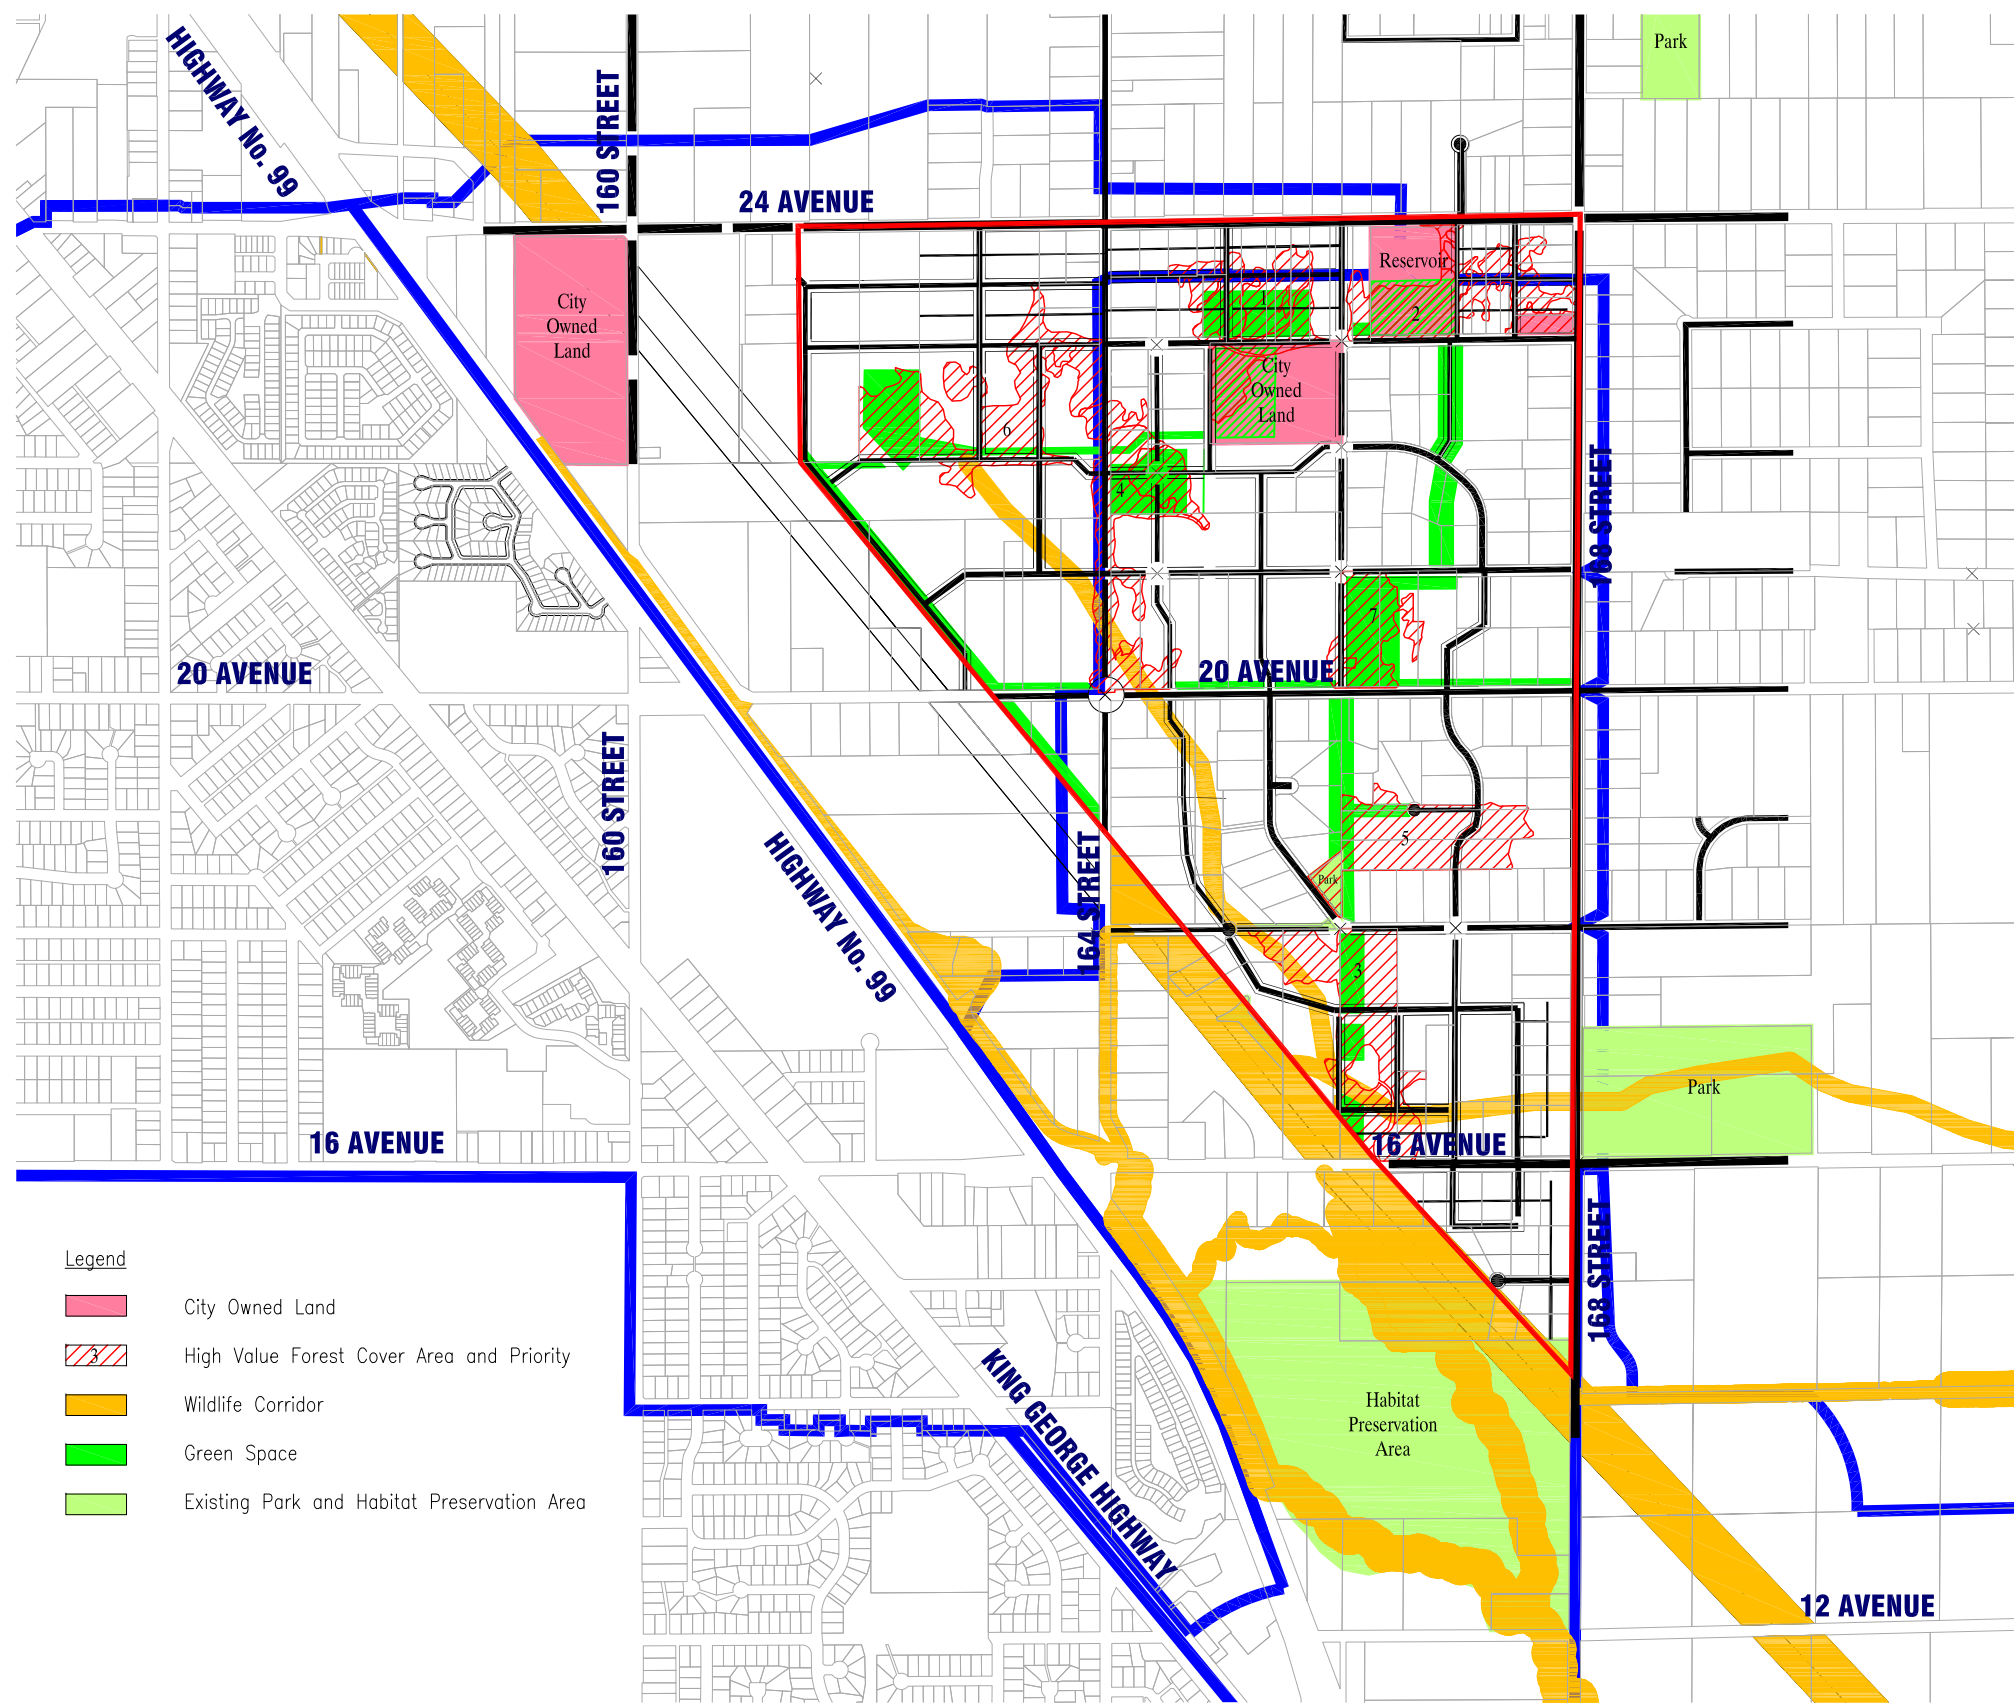 Park
HIGHWAY No. 99
160 STREET
24 AVENUE
Reservoir
City
Owned
Land
1
2
City
Owned
Land
6
4
168 STREET
7
20 AVENUE
20 AVENUE
160 STREET
5
Park
HIGHWAY No. 99
164 STREET
3
Park
16 AVENUE
16 AVENUE
168 STREET
Legend
City Owned Land
3
High Value Forest Cover Area and Priority
Wildlife Corridor
Green Space
Existing Park and Habitat Preservation Area
KING GEORGE HIGHWAY
Habitat
Preservation
Area
12 AVENUE